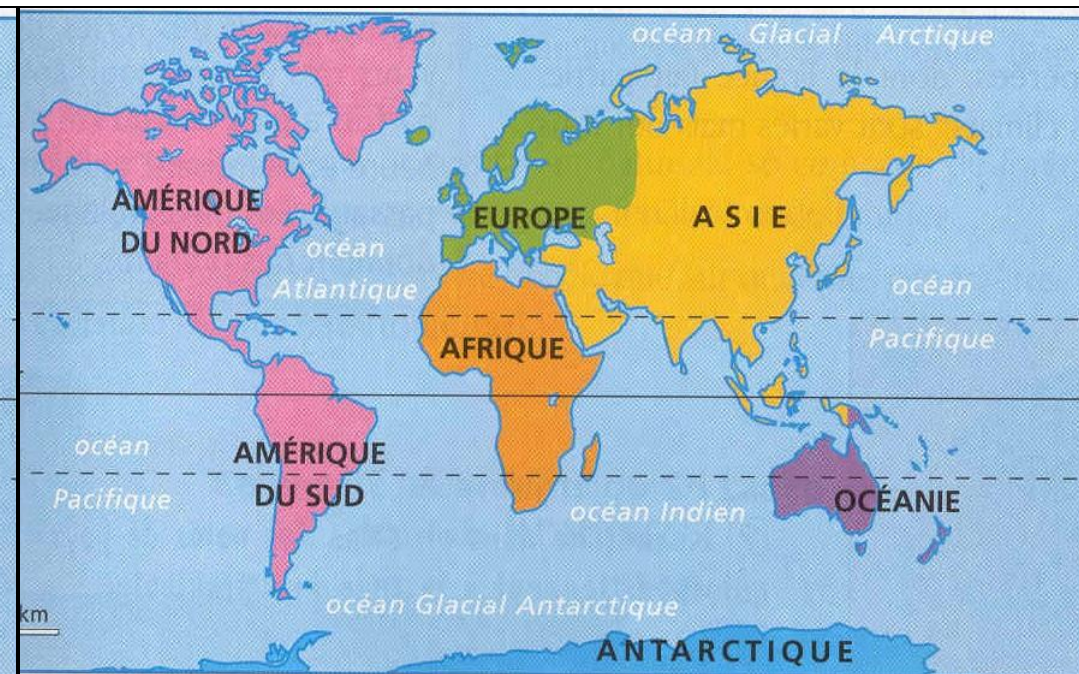 océan Glacial Arctique
AMÉRIQUE
DU NORD
EUROPE
ASIE
océan
Atlantique
océan
Pacifique
AFRIQUE
océan
Pacifique
AMÉRIQUE
DU SUD
océan Indien
OCÉANIE
océan Glacial Antarctique
km
ANTARCTIQUE